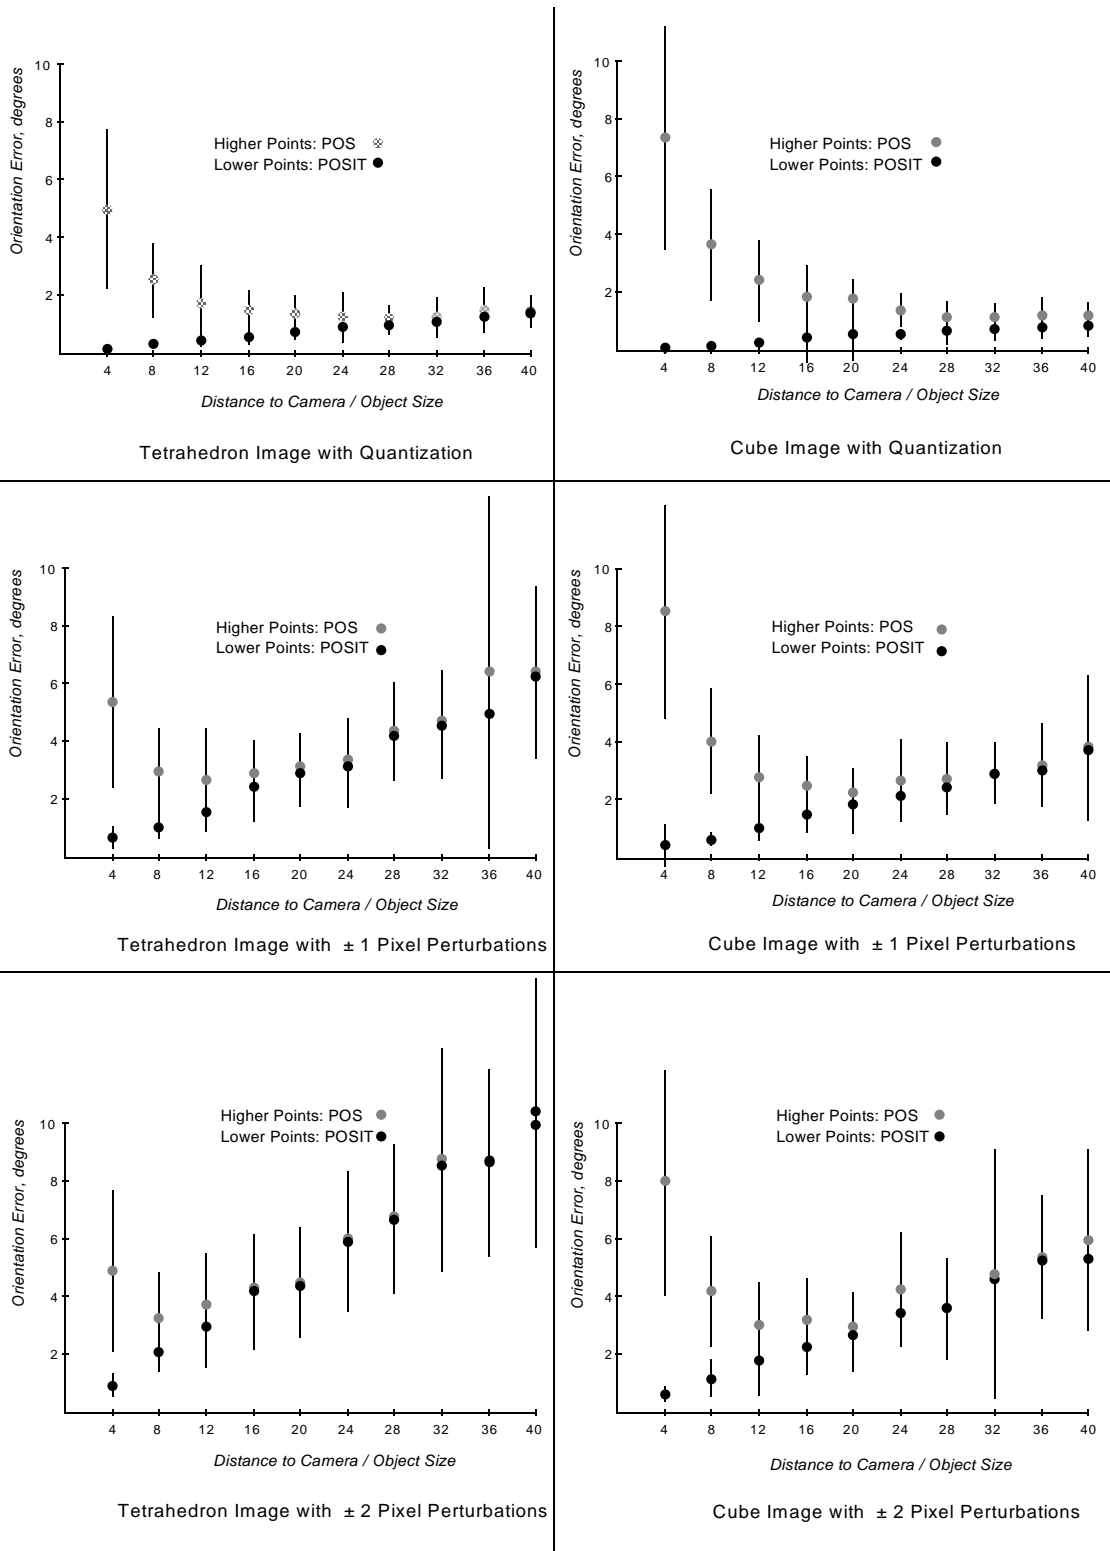 Orientation Error, degrees
10
8
6
4
2
Higher Points: POS
Lower Points: POSIT
4 8 12 16 20 24 28 32 36 40
Distance to Camera / Object Size
Tetrahedron Image with Quantization
Orientation Error, degrees
10
8
6
4
2
Higher Points: POS
Lower Points: POSIT
4 8 12 16 20 24 28 32 36 40
Distance to Camera / Object Size
Cube Image with Quantization
Orientation Error, degrees
10
8
6
4
2
Higher Points: POS
Lower Points: POSIT
4 8 12 16 20 24 28 32 36 40
Distance to Camera / Object Size
Tetrahedron Image with ± 1 Pixel Perturbations
Orientation Error, degrees
10
8
6
4
2
Higher Points: POS
Lower Points: POSIT
4 8 12 16 20 24 28 32 36 40
Distance to Camera / Object Size
Cube Image with ± 1 Pixel Perturbations
Orientation Error, degrees
10
8
6
4
2
Higher Points: POS
Lower Points: POSIT
4 8 12 16 20 24 28 32 36 40
Distance to Camera / Object Size
Tetrahedron Image with ± 2 Pixel Perturbations
Orientation Error, degrees
10
8
6
4
2
Higher Points: POS
Lower Points: POSIT
4 8 12 16 20 24 28 32 36 40
Distance to Camera / Object Size
Cube Image with ± 2 Pixel Perturbations